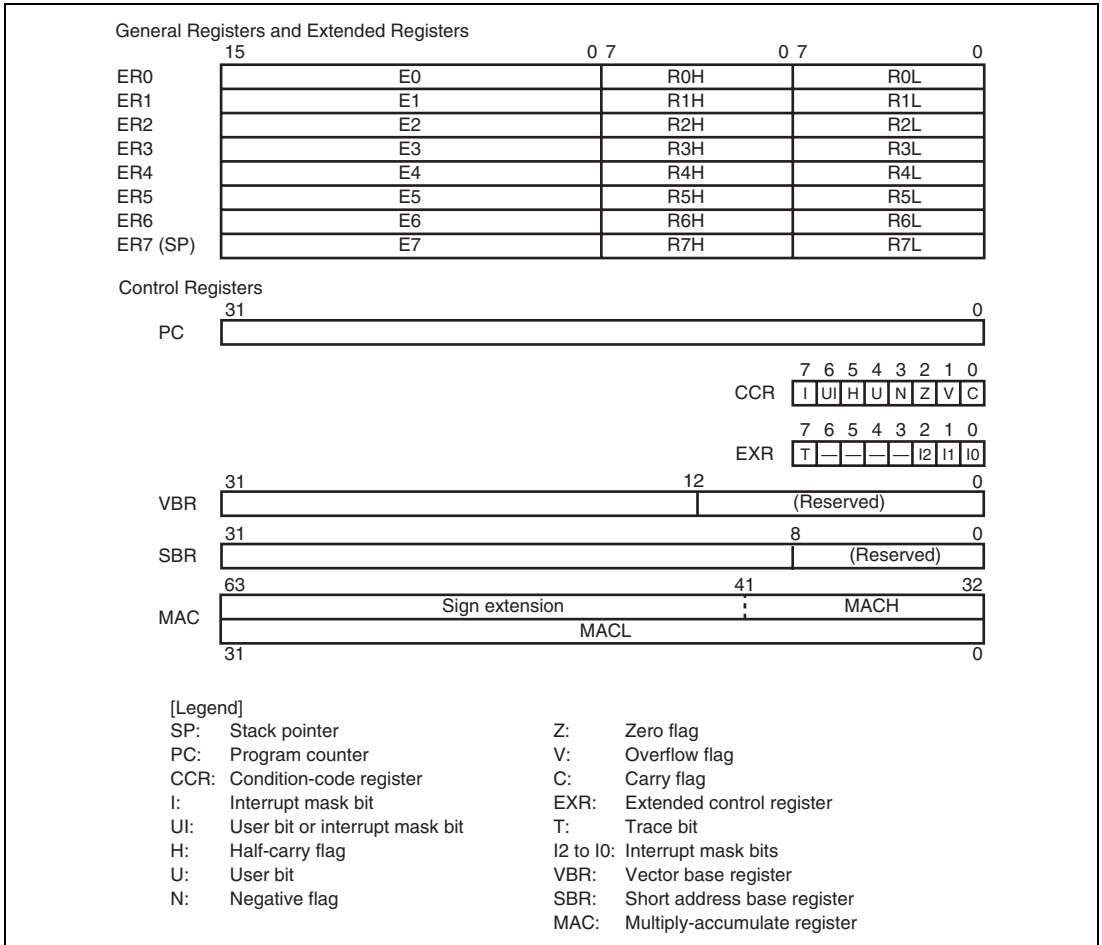 General Registers and Extended Registers
15 0 7 0 7 0
ER0 E0 R0H R0L
ER1 E1 R1H R1L
ER2 E2 R2H R2L
ER3 E3 R3H R3L
ER4 E4 R4H R4L
ER5 E5 R5H R5L
ER6 E6 R6H R6L
ER7 (SP) E7 R7H R7L
Control Registers
31 0
PC
7 6 5 4 3 2 1 0
CCR I UI H U N Z V C
7 6 5 4 3 2 1 0
EXR T — — — — I2 I1 I0
31 12 0
VBR (Reserved)
31 8 0
SBR (Reserved)
63 41 32
MAC Sign extension MACH
MACL
31 0
[Legend]
SP: Stack pointer
PC: Program counter
CCR: Condition-code register
I: Interrupt mask bit
UI: User bit or interrupt mask bit
H: Half-carry flag
U: User bit
N: Negative flag
Z: Zero flag
V: Overflow flag
C: Carry flag
EXR: Extended control register
T: Trace bit
I2 to I0: Interrupt mask bits
VBR: Vector base register
SBR: Short address base register
MAC: Multiply-accumulate register